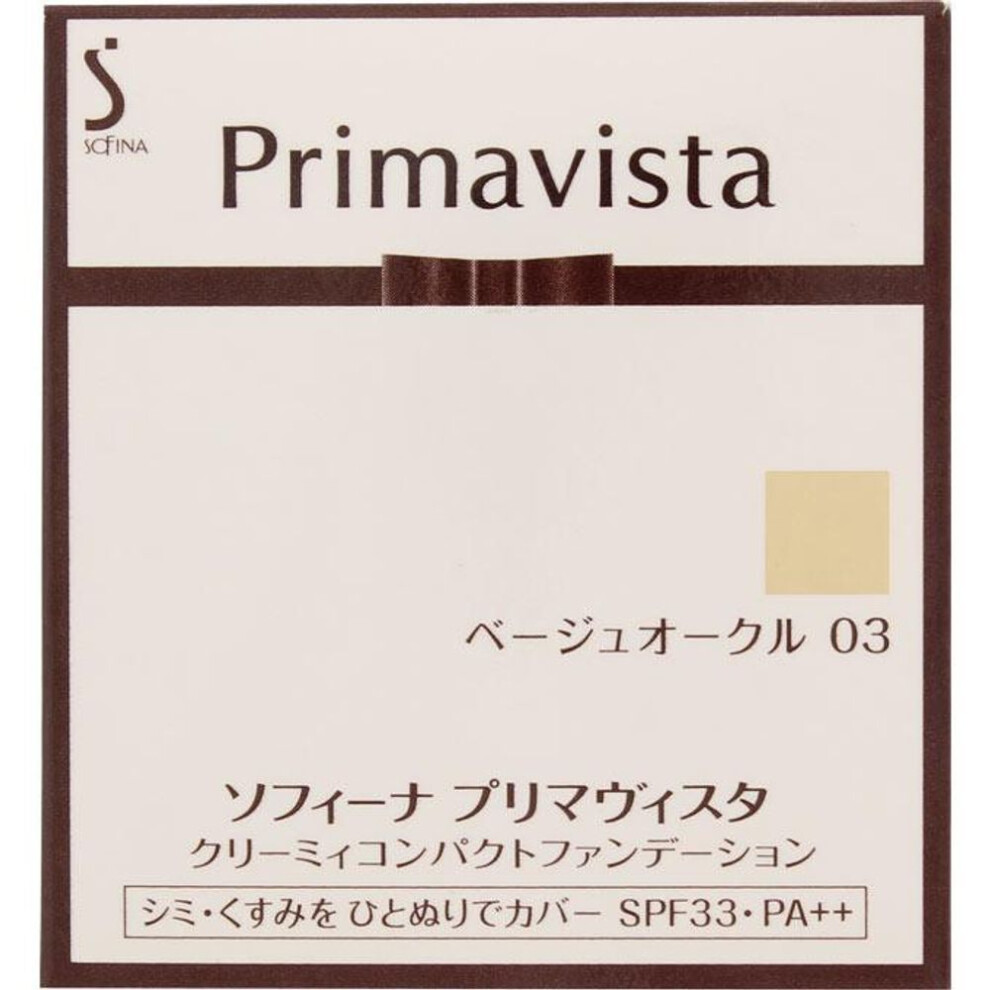 SOFINA
Primavista
ベージュオークル 03
ソフィーナ プリマヴィスタ
クリーミィコンパクトファンデーション
シミ・くすみを ひとぬりでカバー SPF33・PA++